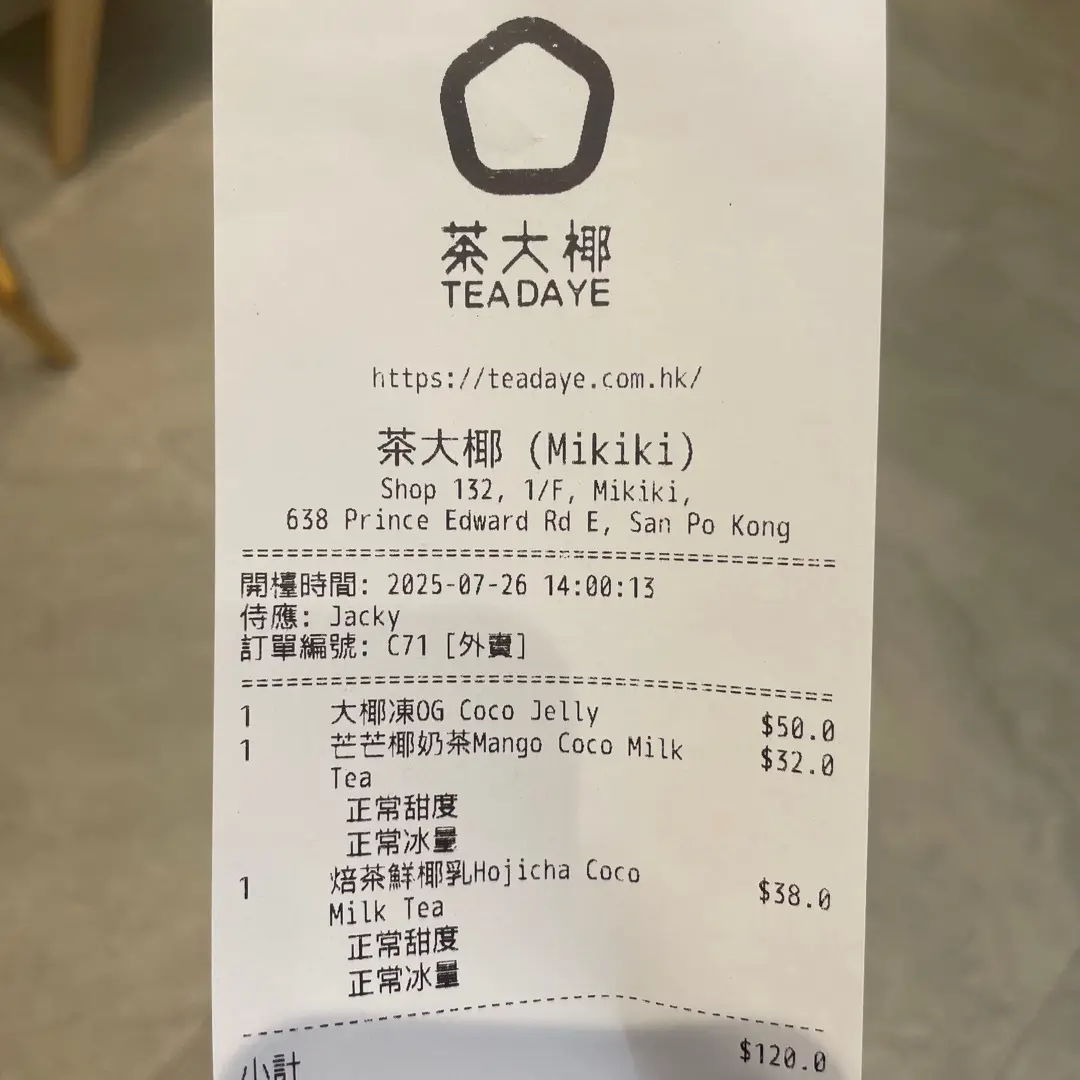 茶大椰
TEADAYE
https://teadaye.com.hk/
茶大椰 (Mikiki)
Shop 132, 1/F, Mikiki,
638 Prince Edward Rd E, San Po Kong
========================================
開檯時間: 2025-07-26 14:00:13
侍應: Jacky
訂單編號: C71 [外賣]
========================================
1 大椰凍OG Coco Jelly $50.0
1 芒芒椰奶茶Mango Coco Milk $32.0
Tea
正常甜度
正常冰量
1 焙茶鮮椰乳Hojicha Coco $38.0
Milk Tea
正常甜度
正常冰量
----------------------------------------
小計 $120.0